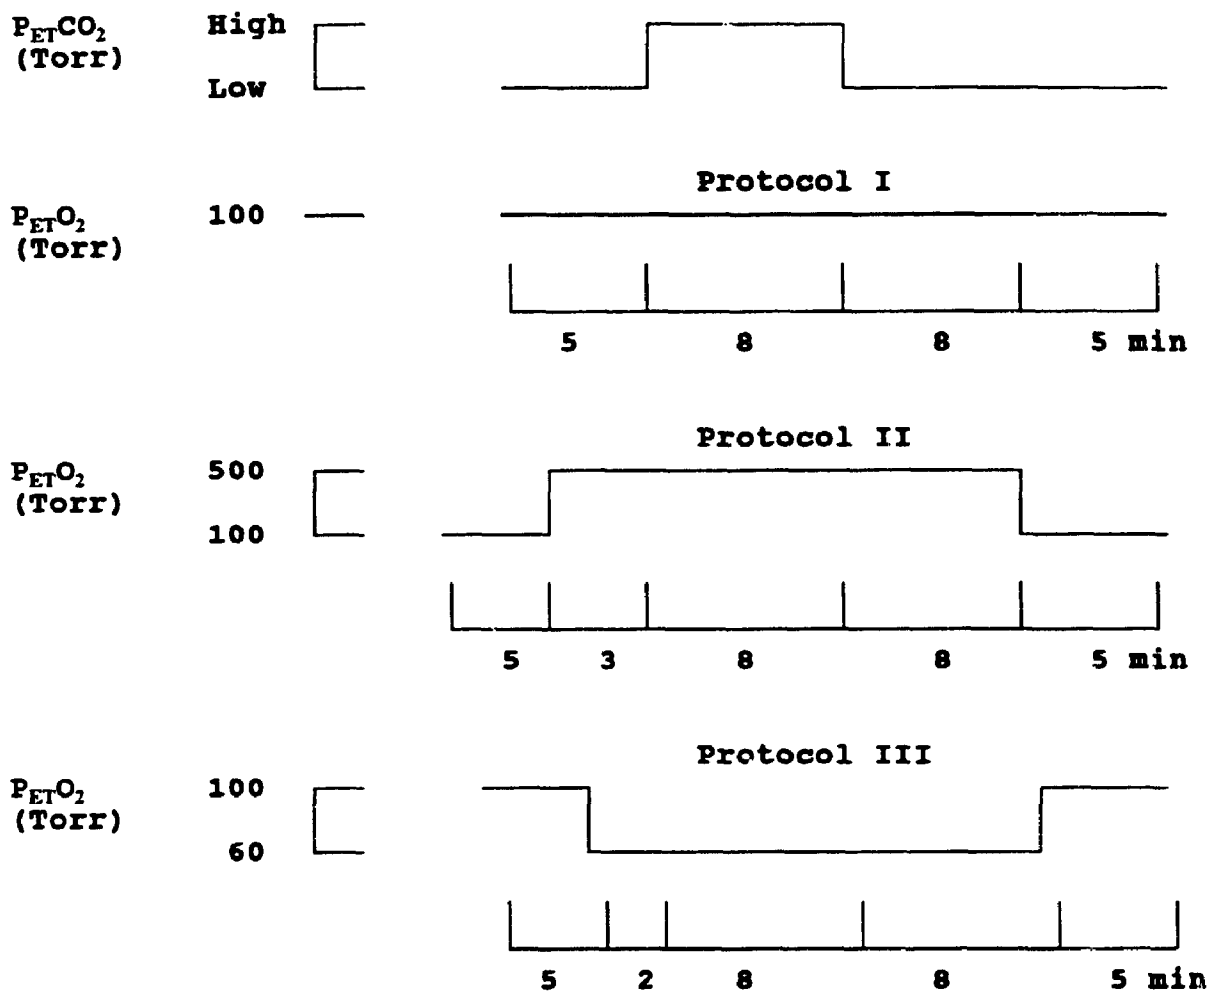 PETCO2 High
(Torr)
Low
Protocol I
PETO2 100
(Torr)
5 8 8 5 min
Protocol II
PETO2 500
(Torr)
100
5 3 8 8 5 min
Protocol III
PETO2 100
(Torr)
60
5 2 8 8 5 min